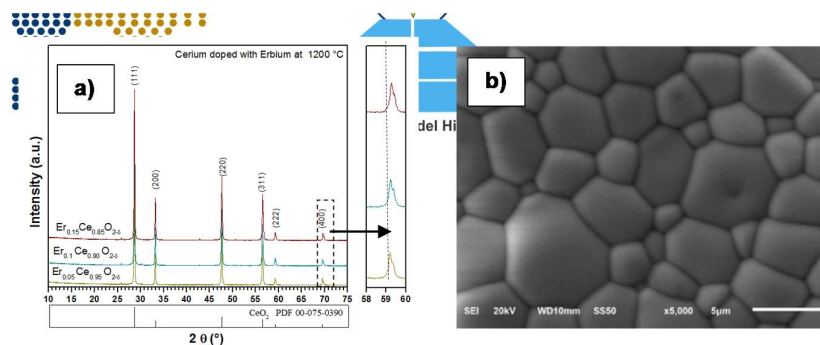 Cerium doped with Erbium at 1200 °C
a)
(111)
(200)
(220)
(311)
(222)
(400)
Intensity (a.u.)
Er0.15Ce0.85O2-δ
Er0.1Ce0.90O2-δ
Er0.05Ce0.95O2-δ
10 15 20 25 30 35 40 45 50 55 60 65 70 75
58 59 60
CeO2 PDF 00-075-0390
2 θ (°)
del Hi
b)
SEI 20kV WD10mm SS50 x5,000 5µm